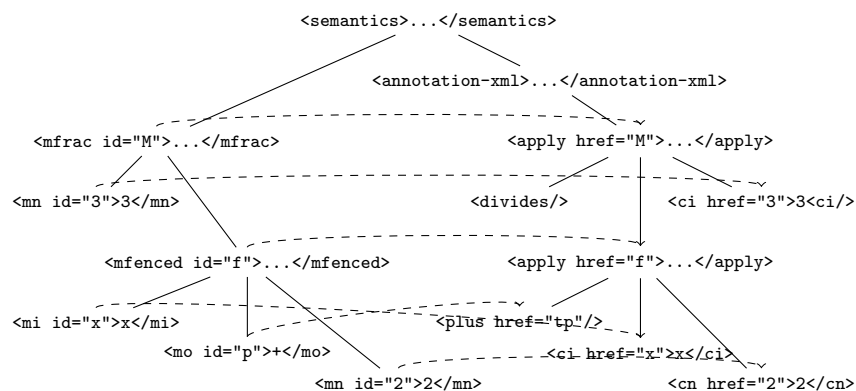 <semantics>...</semantics>
<annotation-xml>...</annotation-xml>
<mfrac id="M">...</mfrac> <apply href="M">...</apply>
<mn id="3">3</mn> <divides/> <ci href="3">3<ci/>
<mfenced id="f">...</mfenced> <apply href="f">...</apply>
<mi id="x">x</mi> <plus href="tp"/>
<mo id="p">+</mo> <ci href="x">x</ci>
<mn id="2">2</mn> <cn href="2">2</cn>